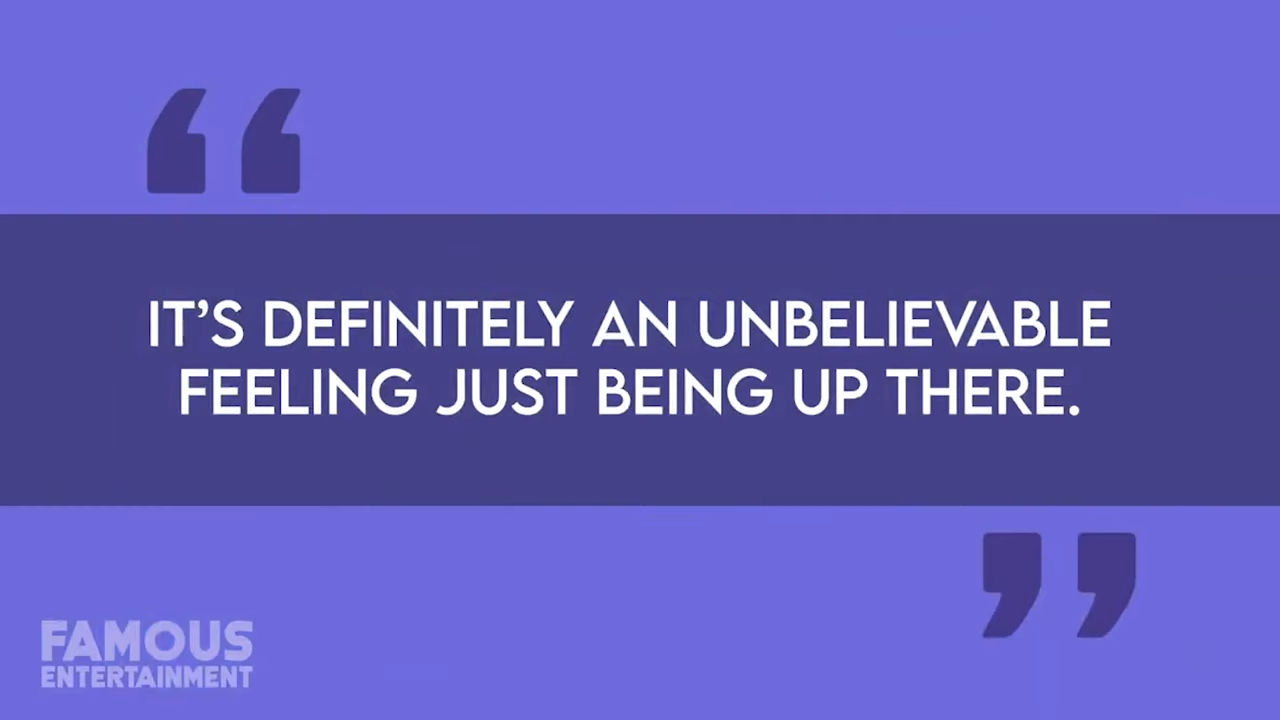 IT’S DEFINITELY AN UNBELIEVABLE
FEELING JUST BEING UP THERE.
FAMOUS
ENTERTAINMENT